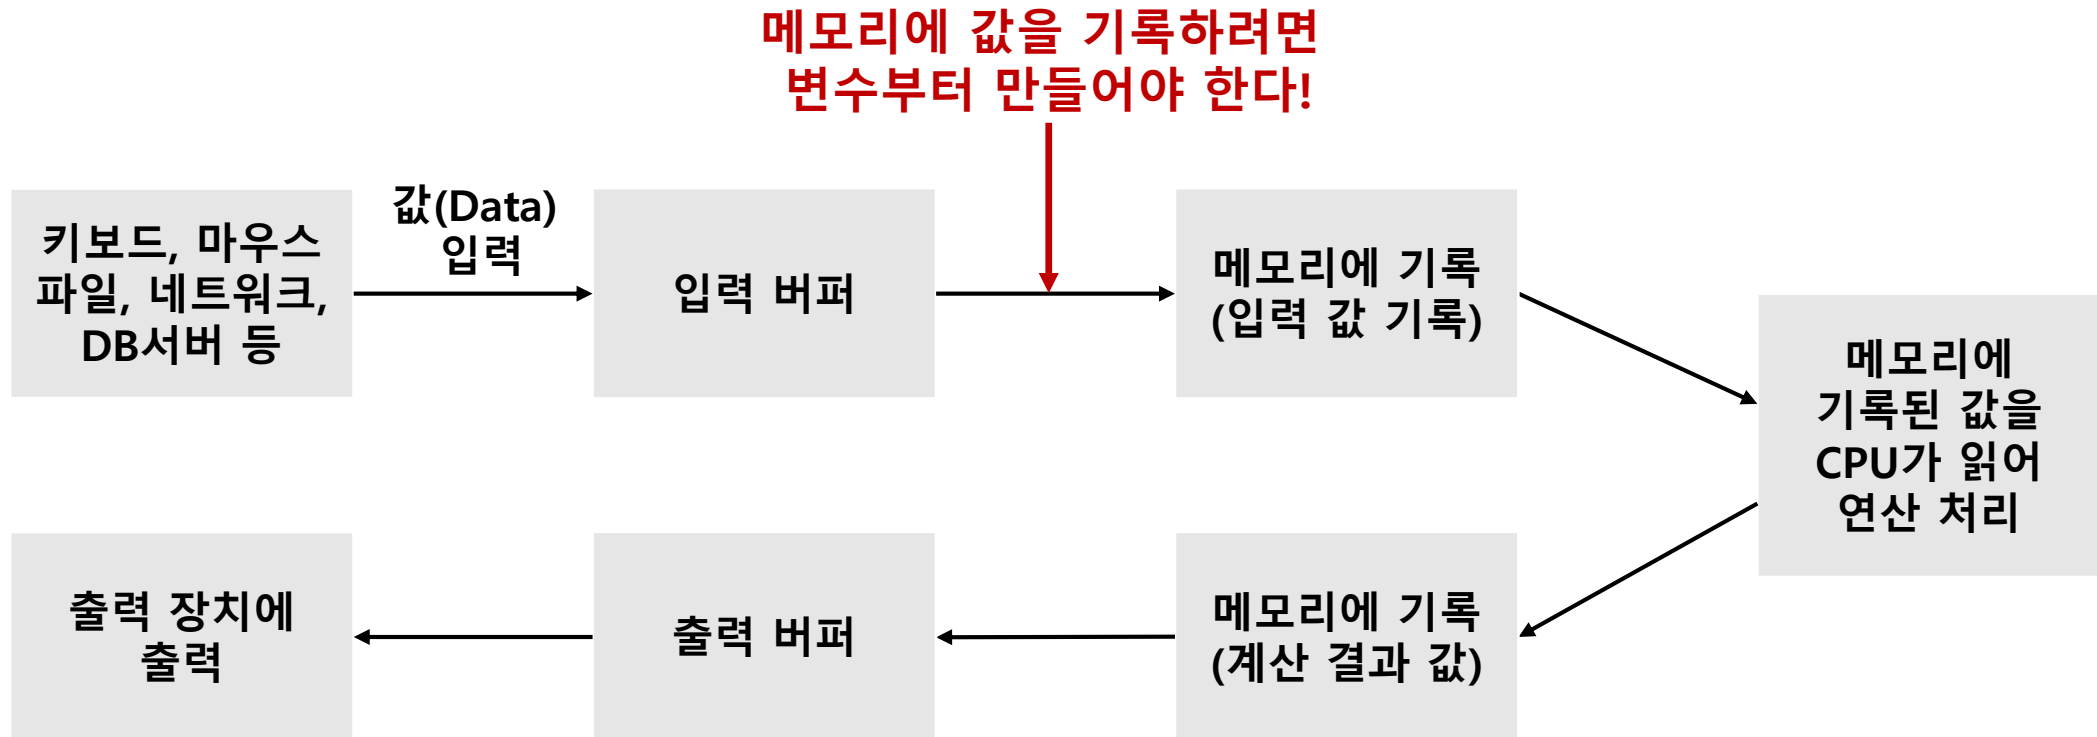 메모리에 값을 기록하려면
변수부터 만들어야 한다!
키보드, 마우스
파일, 네트워크,
DB서버 등
값(Data)
입력
입력 버퍼
메모리에 기록
(입력 값 기록)
메모리에
기록된 값을
CPU가 읽어
연산 처리
메모리에 기록
(계산 결과 값)
출력 버퍼
출력 장치에
출력